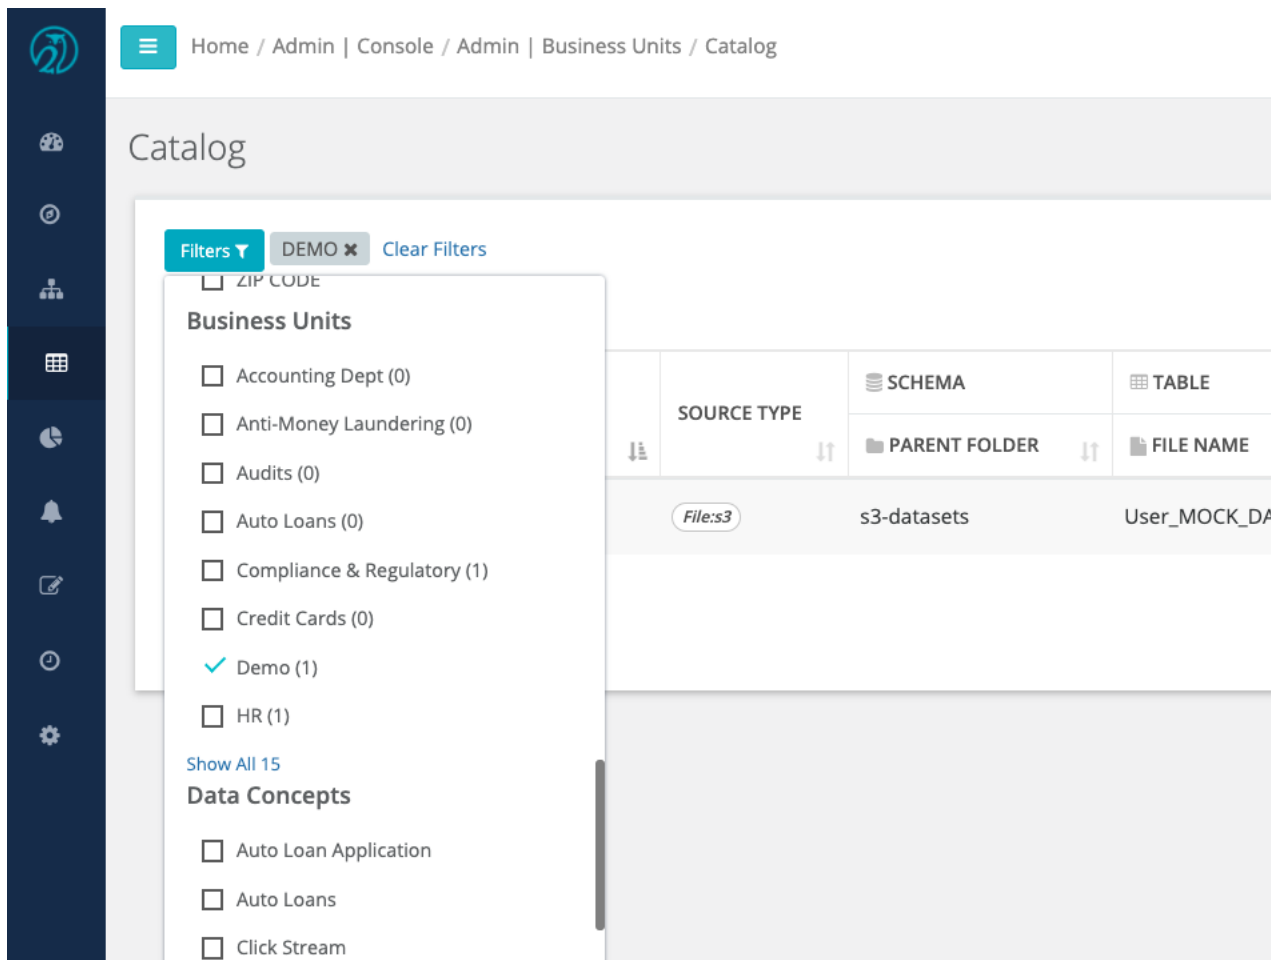 Home / Admin | Console / Admin | Business Units / Catalog
Catalog
Filters DEMO ✖ Clear Filters
ZIP CODE
Business Units
Accounting Dept (0)
Anti-Money Laundering (0)
Audits (0)
Auto Loans (0)
Compliance & Regulatory (1)
Credit Cards (0)
Demo (1)
HR (1)
Show All 15
Data Concepts
Auto Loan Application
Auto Loans
Click Stream
SOURCE TYPE
SCHEMA
PARENT FOLDER
TABLE
FILE NAME
File:s3
s3-datasets
User_MOCK_DA